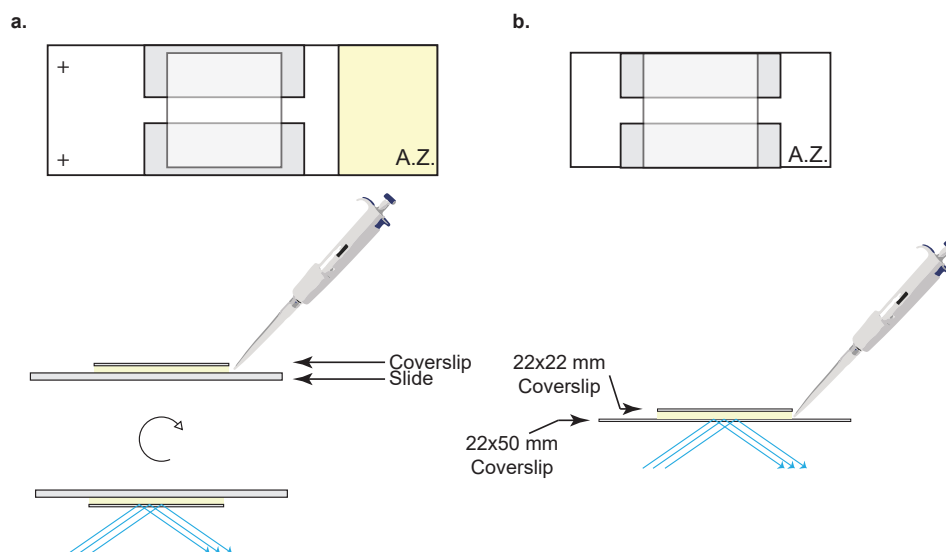 a.
b.
+
+
A.Z.
A.Z.
Coverslip
Slide
22x22 mm
Coverslip
22x50 mm
Coverslip